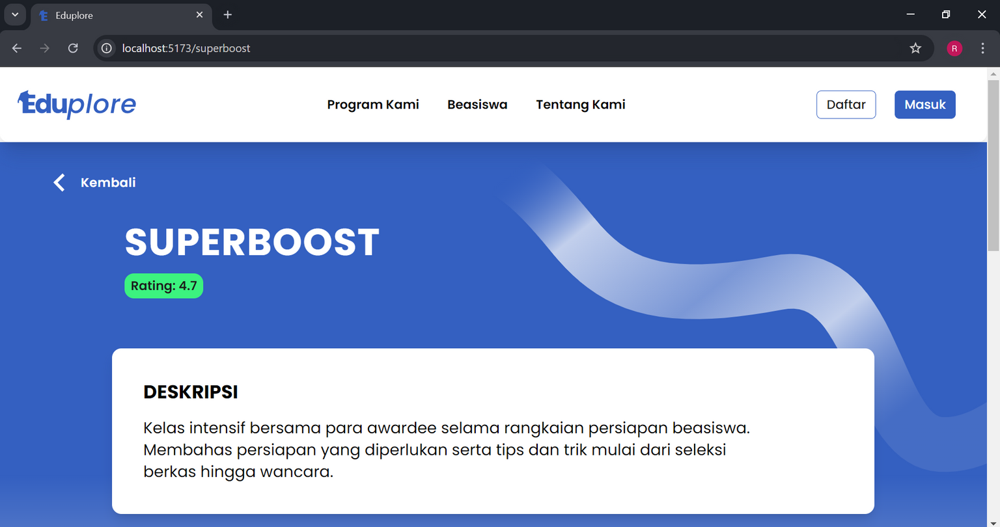 Eduplore
localhost:5173/superboost
R
Eduplore
Program Kami
Beasiswa
Tentang Kami
Daftar
Masuk
Kembali
SUPERBOOST
Rating: 4.7
DESKRIPSI
Kelas intensif bersama para awardee selama rangkaian persiapan beasiswa.
Membahas persiapan yang diperlukan serta tips dan trik mulai dari seleksi
berkas hingga wancara.